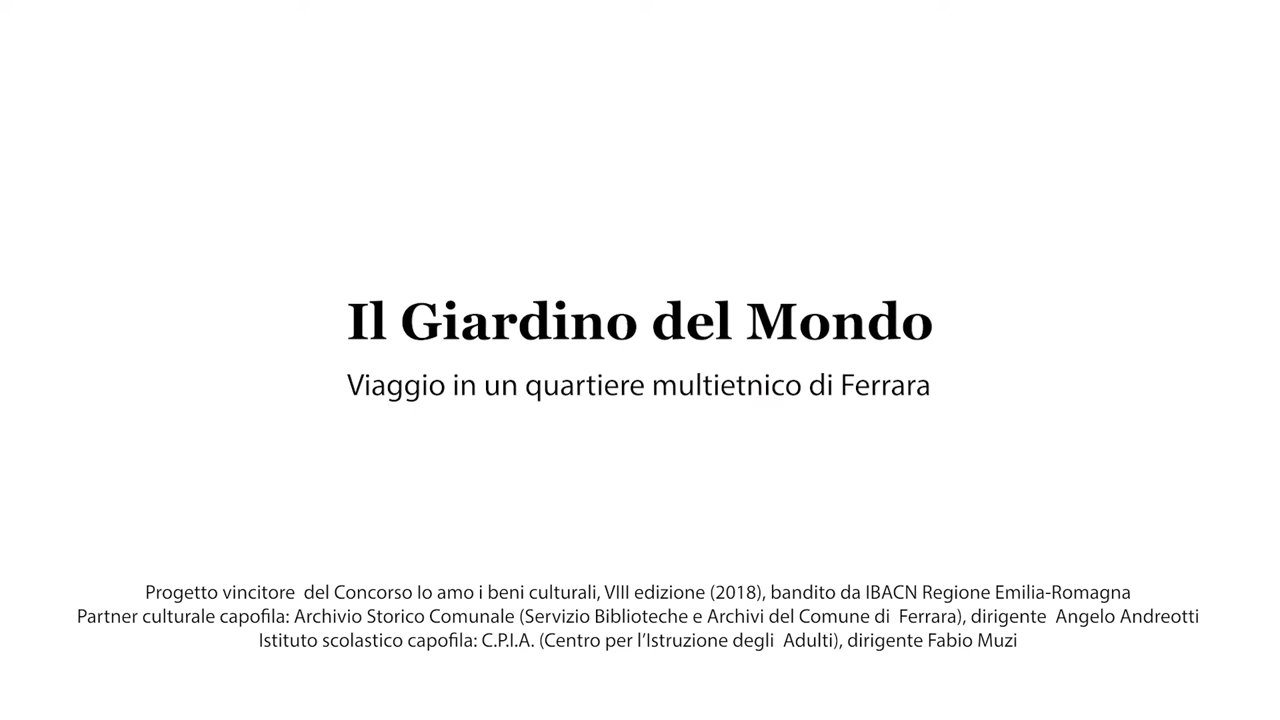 Il Giardino del Mondo
Viaggio in un quartiere multietnico di Ferrara
Progetto vincitore del Concorso Io amo i beni culturali, VIII edizione (2018), bandito da IBACN Regione Emilia-Romagna
Partner culturale capofila: Archivio Storico Comunale (Servizio Biblioteche e Archivi del Comune di Ferrara), dirigente Angelo Andreotti
Istituto scolastico capofila: C.P.I.A. (Centro per l’Istruzione degli Adulti), dirigente Fabio Muzi